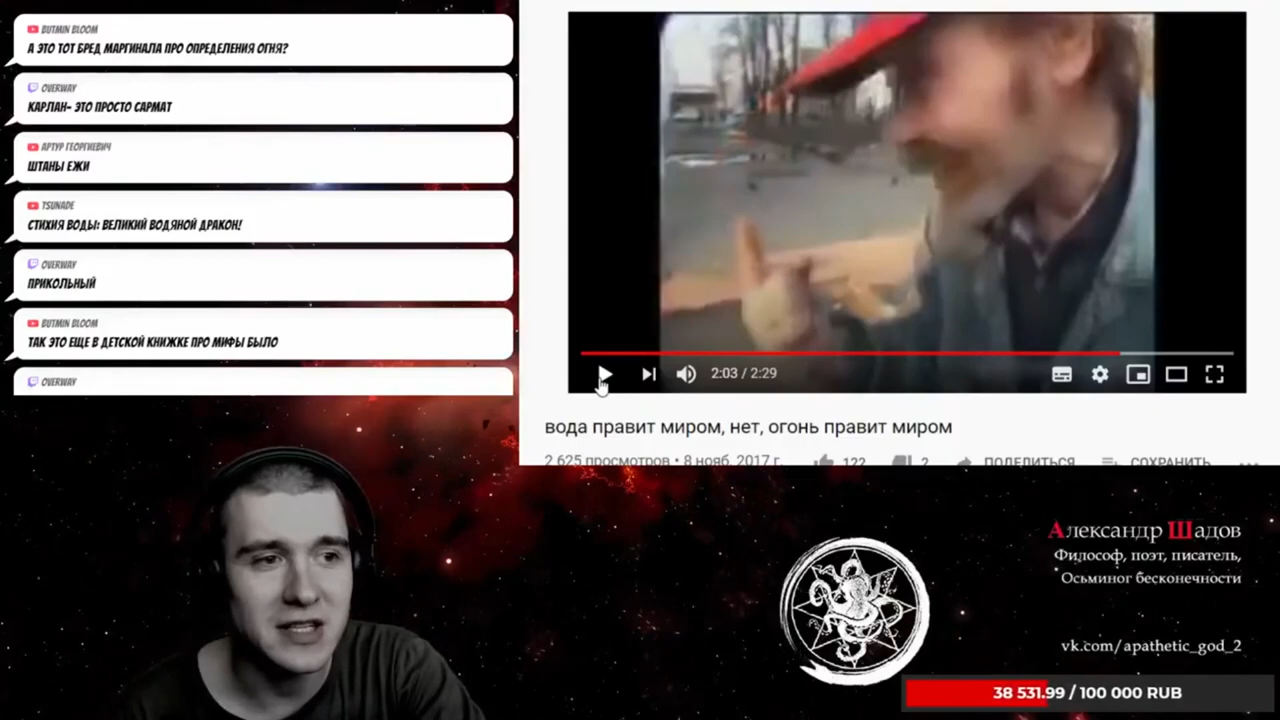 BUTMIN BLOOM
А ЭТО ТОТ БРЕД МАРГИНАЛА ПРО ОПРЕДЕЛЕНИЯ ОГНЯ?
OVERWAY
КАРЛАН- ЭТО ПРОСТО САРМАТ
АРТУР ГЕОРГИЕВИЧ
ШТАНЫ ЕЖИ
TSUNADE
СТИХИЯ ВОДЫ: ВЕЛИКИЙ ВОДЯНОЙ ДРАКОН!
OVERWAY
ПРИКОЛЬНЫЙ
BUTMIN BLOOM
ТАК ЭТО ЕЩЕ В ДЕТСКОЙ КНИЖКЕ ПРО МИФЫ БЫЛО
OVERWAY
2:03 / 2:29
вода правит миром, нет, огонь правит миром
2 625 просмотров • 8 нояб. 2017 г.
122
2
ПОДЕЛИТЬСЯ
СОХРАНИТЬ
Александр Шадов
Философ, поэт, писатель,
Осьминог бесконечности
vk.com/apathetic_god_2
38 531.99 / 100 000 RUB